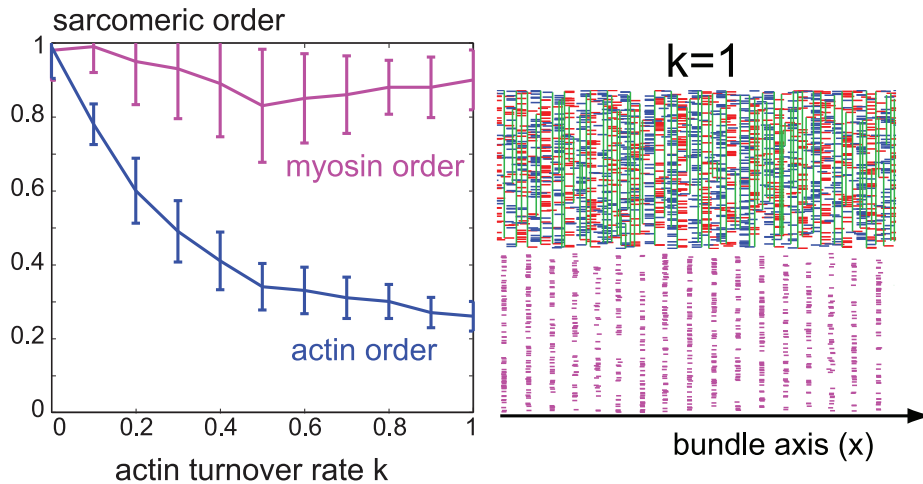 sarcomeric order
1
0.8
0.6
0.4
0.2
0
0 0.2 0.4 0.6 0.8 1
myosin order
actin order
actin turnover rate k
k=1
bundle axis (x)